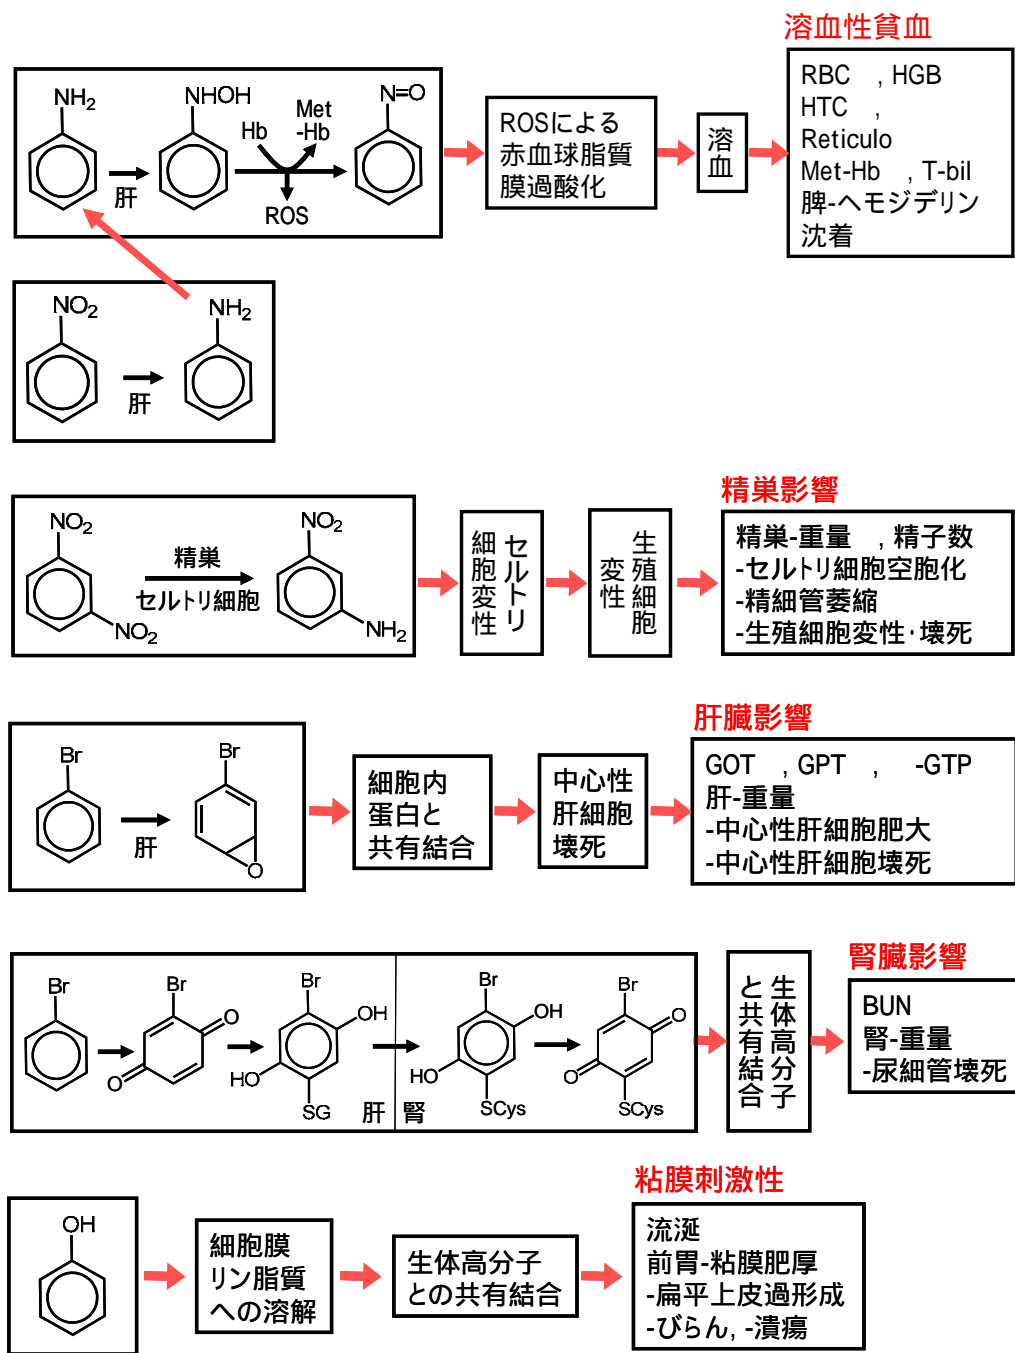 溶血性貧血
NH2
NHOH
Hb
Met
-Hb
N=O
肝
ROS
ROSによる
赤血球脂質
膜過酸化
溶血
RBC , HGB
HTC ,
Reticulo
Met-Hb , T-bil
脾-ヘモジデリン
沈着
NO2
NH2
肝
精巣影響
NO2
NO2
精巣
セルトリ細胞
NO2
NH2
セルトリ
細胞変性
生殖細胞
変性
精巣-重量 , 精子数
-セルトリ細胞空胞化
-精細管萎縮
-生殖細胞変性・壊死
肝臓影響
Br
肝
Br
O
細胞内
蛋白と
共有結合
中心性
肝細胞
壊死
GOT , GPT , -GTP
肝-重量
-中心性肝細胞肥大
-中心性肝細胞壊死
腎臓影響
Br
Br
O
O
Br
OH
HO
SG
肝
腎
Br
OH
HO
SCys
Br
O
O
SCys
生体高分子
と共有結合
BUN
腎-重量
-尿細管壊死
粘膜刺激性
OH
細胞膜
リン脂質
への溶解
生体高分子
との共有結合
流涎
前胃-粘膜肥厚
-扁平上皮過形成
-びらん, -潰瘍